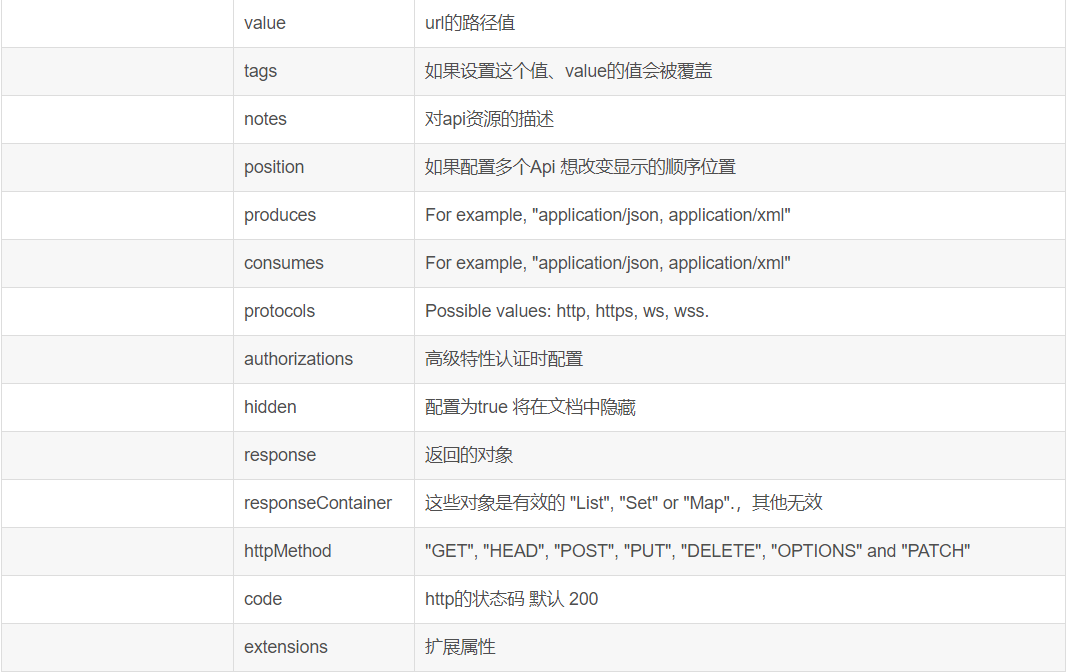 value url的路径值
tags 如果设置这个值、value的值会被覆盖
notes 对api资源的描述
position 如果配置多个Api 想改变显示的顺序位置
produces For example, "application/json, application/xml"
consumes For example, "application/json, application/xml"
protocols Possible values: http, https, ws, wss.
authorizations 高级特性认证时配置
hidden 配置为true 将在文档中隐藏
response 返回的对象
responseContainer 这些对象是有效的 "List", "Set" or "Map".，其他无效
httpMethod "GET", "HEAD", "POST", "PUT", "DELETE", "OPTIONS" and "PATCH"
code http的状态码 默认 200
extensions 扩展属性